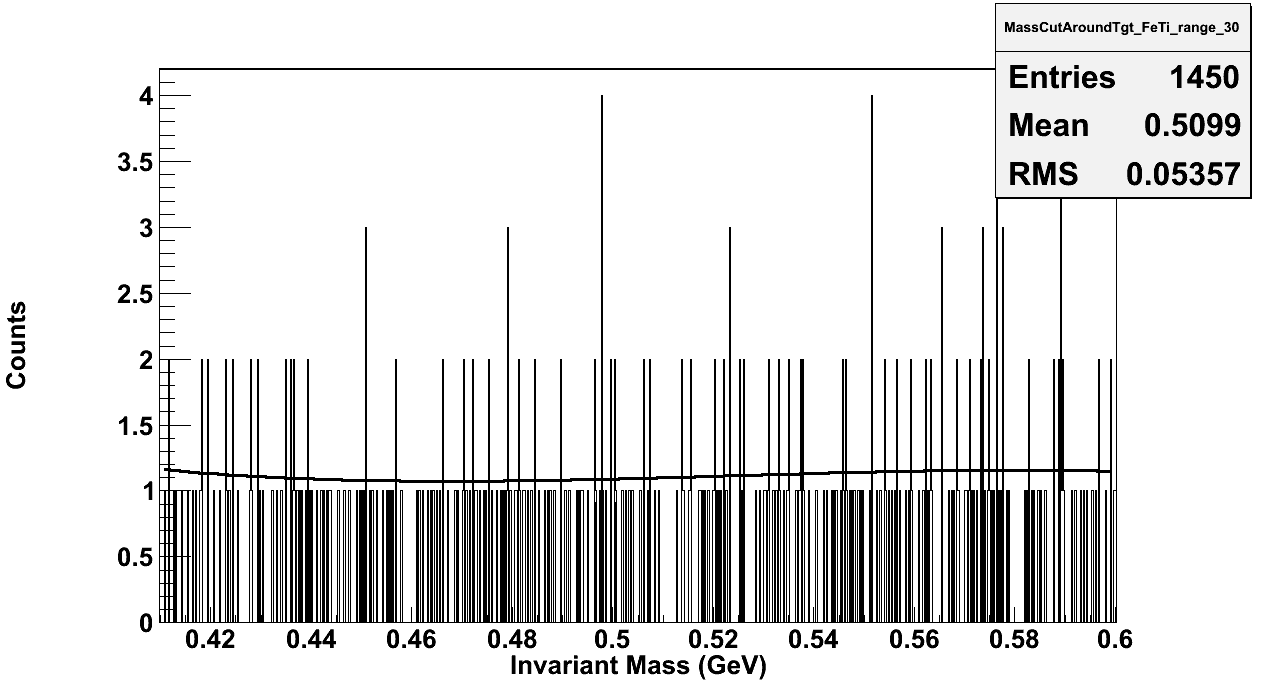 MassCutAroundTgt_FeTi_range_30
Entries 1450
Mean 0.5099
RMS 0.05357
4
3.5
3
2.5
2
1.5
1
0.5
0
Counts
0.42 0.44 0.46 0.48 0.5 0.52 0.54 0.56 0.58 0.6
Invariant Mass (GeV)